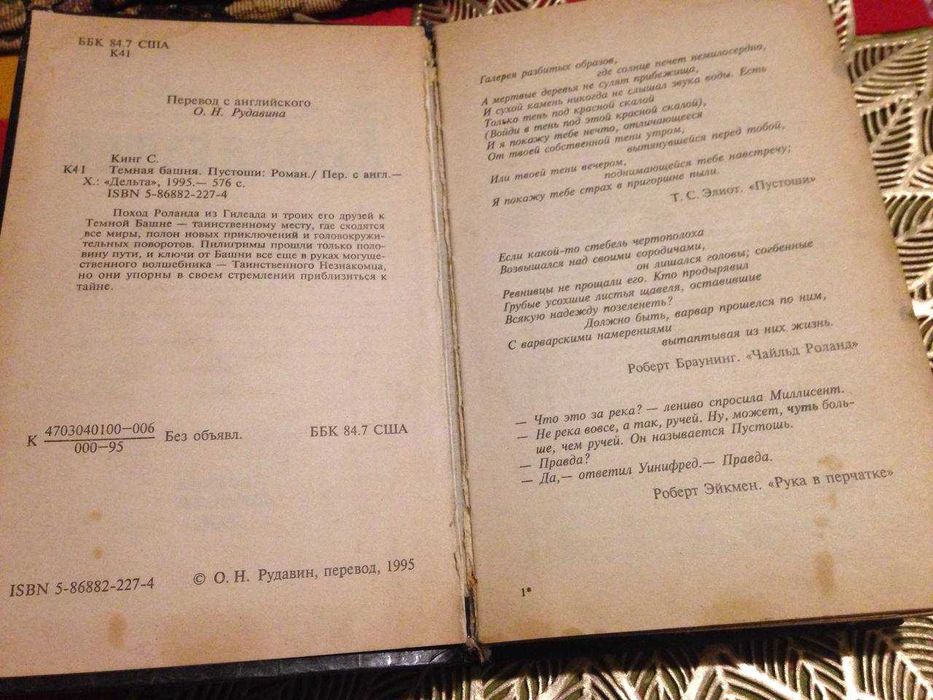 ББК 84.7 США
К41
Перевод с английского
О. Н. Рудавина
Кинг С.
К41 Темная башня. Пустоши: Роман./ Пер. с англ.—
Х.: «Дельта», 1995.— 576 с.
ISBN 5-86882-227-4
Поход Роланда из Гилеада и троих его друзей к
Темной Башне — таинственному месту, где сходятся
все миры, полон новых приключений и головокружи-
тельных поворотов. Пилигримы прошли только поло-
вину пути, и ключи от Башни все еще в руках могуще-
ственного волшебника — Таинственного Незнакомца,
но они упорны в своем стремлении приблизиться к
тайне.
К 4703040100—006
000—95
Без объявл.
ББК 84.7 США
ISBN 5-86882-227-4
© О. Н. Рудавин, перевод, 1995
Галерея разбитых образов,
где солнце печет немилосердно,
А мертвые деревья не сулят прибежища,
И сухой камень никогда не слышал звука воды. Есть
Только тень под красной скалой
(Войди в тень под этой красной скалой),
И я покажу тебе нечто, отличающееся
От твоей собственной тени утром,
вытянувшейся перед тобой,
Или твоей тени вечером,
поднимающейся тебе навстречу;
Я покажу тебе страх в пригоршне пыли.
Т. С. Элиот. «Пустоши»
Если какой-то стебель чертополоха
Возвышался над своими сородичами,
он лишался головы; согбенные
Ревнивцы не прощали его. Кто продырявил
Грубые усохшие листья щавеля, оставившие
Всякую надежду позеленеть?
Должно быть, варвар прошелся по ним,
С варварскими намерениями
вытаптывая из них жизнь.
Роберт Браунинг. «Чайльд Роланд»
— Что это за река? — лениво спросила Миллисент.
— Не река вовсе, а так, ручей. Ну, может, чуть боль-
ше, чем ручей. Он называется Пустошь.
— Правда?
— Да,— ответил Уинифред.— Правда.
Роберт Эйкмен. «Рука в перчатке»
1*